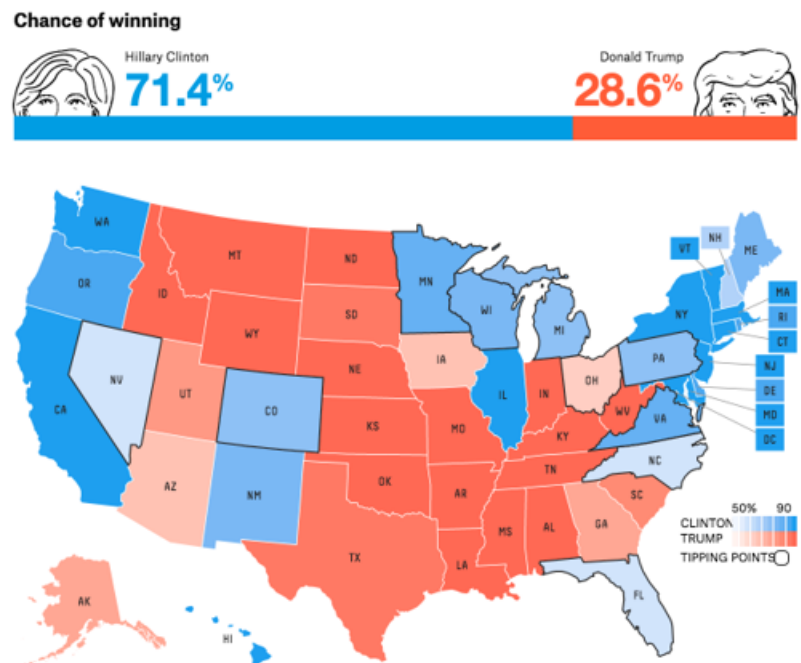 Chance of winning
Hillary Clinton
Donald Trump
71.4%
28.6%
WA
MT
ND
MN
VT
NH
ME
OR
ID
SD
WI
MI
NY
MA
RI
CT
WY
IA
PA
NJ
NV
UT
NE
IL
IN
OH
DE
MD
DC
CA
CO
KS
MO
WV
VA
KY
NC
AZ
NM
OK
AR
TN
SC
MS
AL
GA
TX
LA
FL
AK
HI
50% 90
CLINTON
TRUMP
TIPPING POINTS